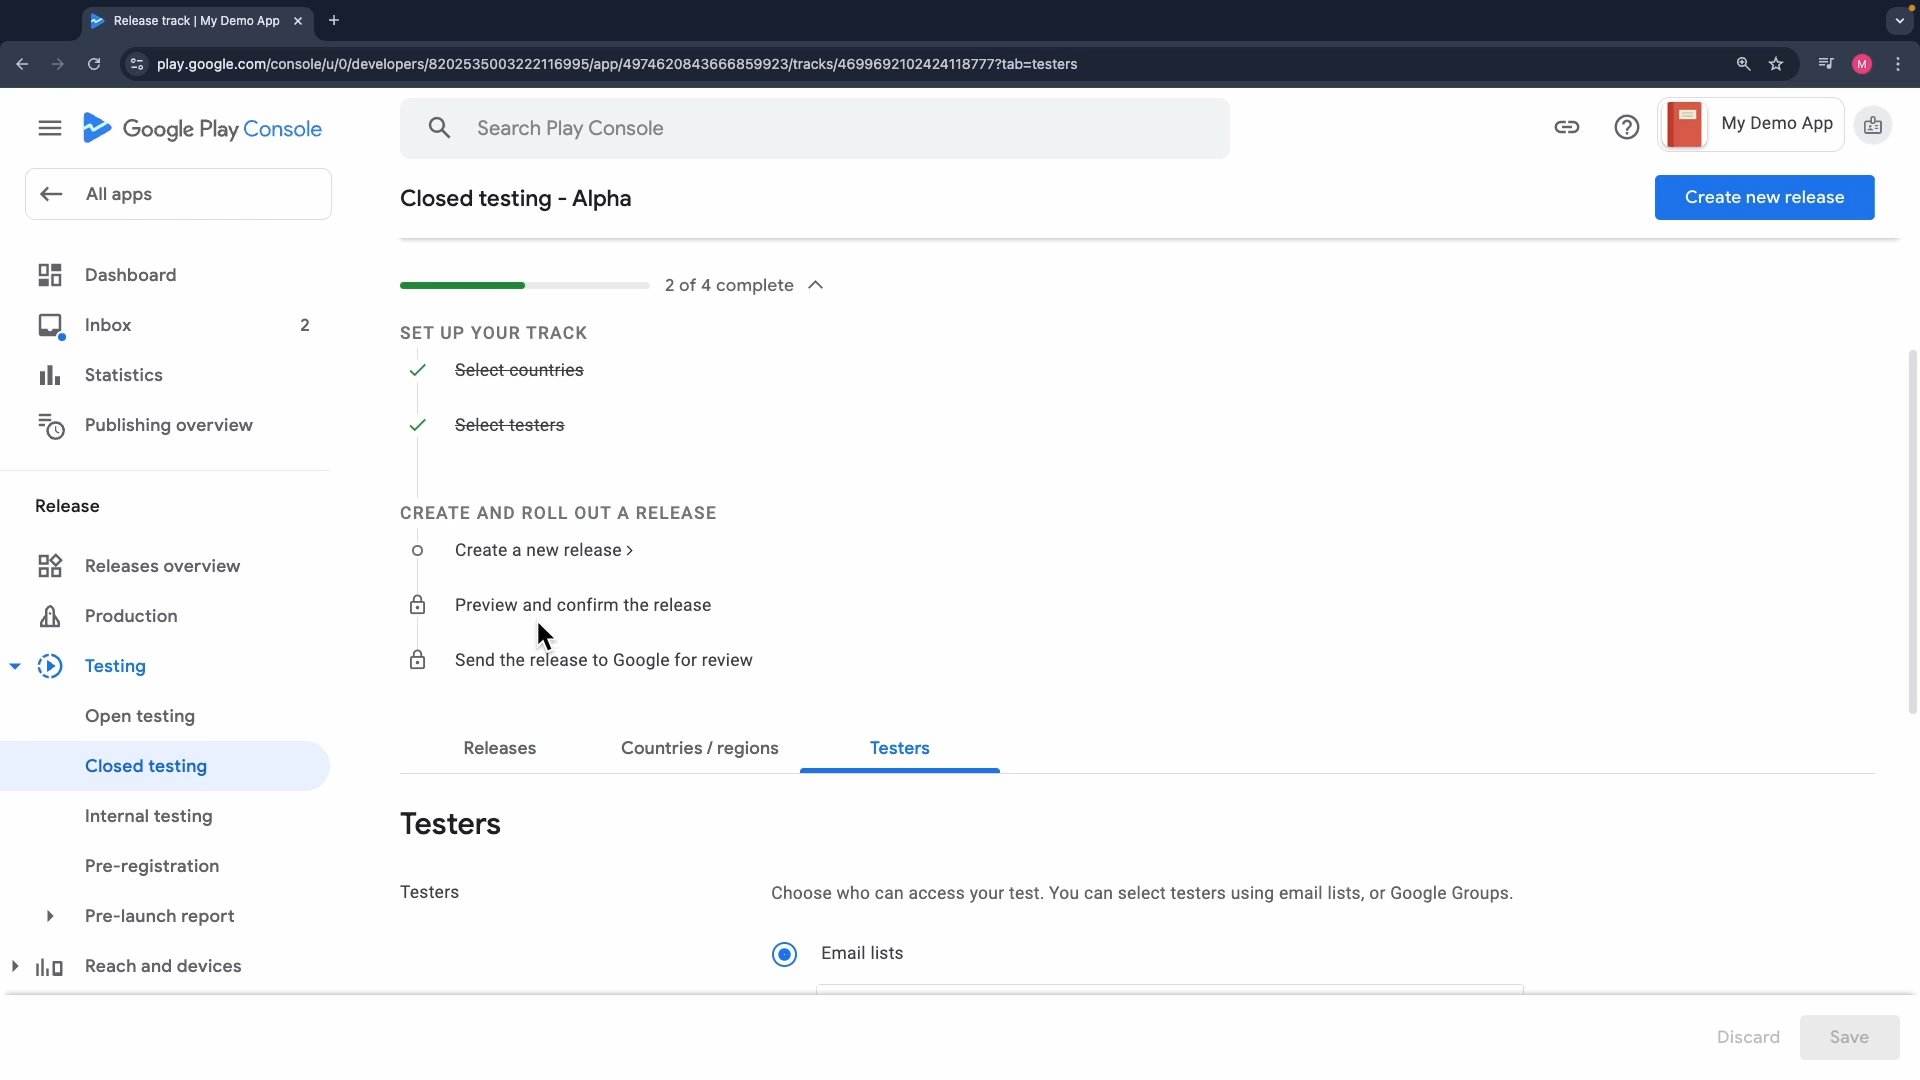 Release track | My Demo App
play.google.com/console/u/0/developers/8202535003222116995/app/4974620843666859923/tracks/4699692102424118777?tab=testers
M
Google Play Console
Search Play Console
My Demo App
All apps
Closed testing - Alpha
Create new release
Dashboard
Inbox 2
Statistics
Publishing overview
Release
Releases overview
Production
Testing
Open testing
Closed testing
Internal testing
Pre-registration
Pre-launch report
Reach and devices
2 of 4 complete
SET UP YOUR TRACK
Select countries
Select testers
CREATE AND ROLL OUT A RELEASE
Create a new release >
Preview and confirm the release
Send the release to Google for review
Releases Countries / regions Testers
Testers
Testers
Choose who can access your test. You can select testers using email lists, or Google Groups.
Email lists
Discard Save